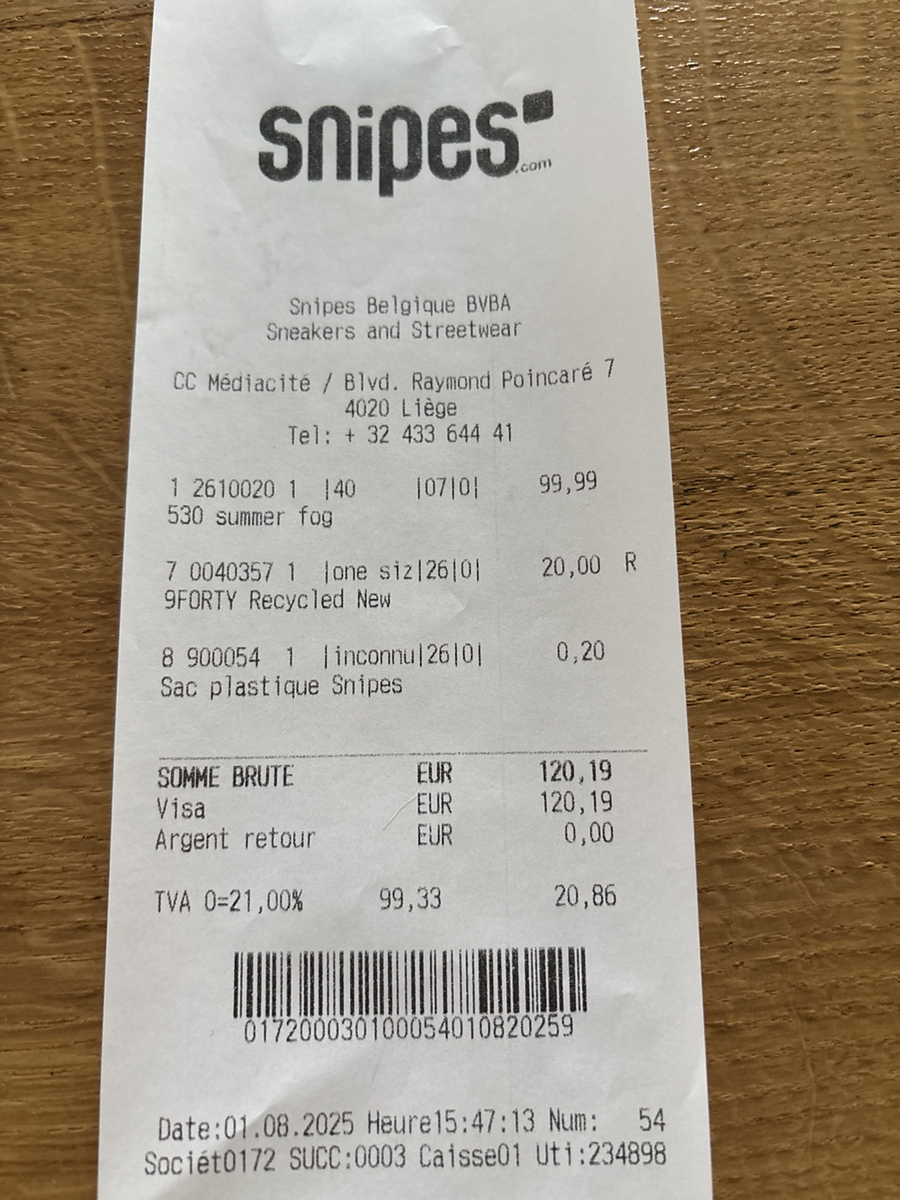 snipes
.com
Snipes Belgique BVBA
Sneakers and Streetwear
CC Médiacité / Blvd. Raymond Poincaré 7
4020 Liège
Tel: + 32 433 644 41
1 2610020 1 |40 |07|0| 99,99
530 summer fog
7 0040357 1 |one siz|26|0| 20,00 R
9FORTY Recycled New
8 900054 1 |inconnu|26|0| 0,20
Sac plastique Snipes
SOMME BRUTE EUR 120,19
Visa EUR 120,19
Argent retour EUR 0,00
TVA 0=21,00% 99,33 20,86
017200030100054010820259
Date:01.08.2025 Heure15:47:13 Num: 54
Sociét0172 SUCC:0003 Caisse01 Uti:234898